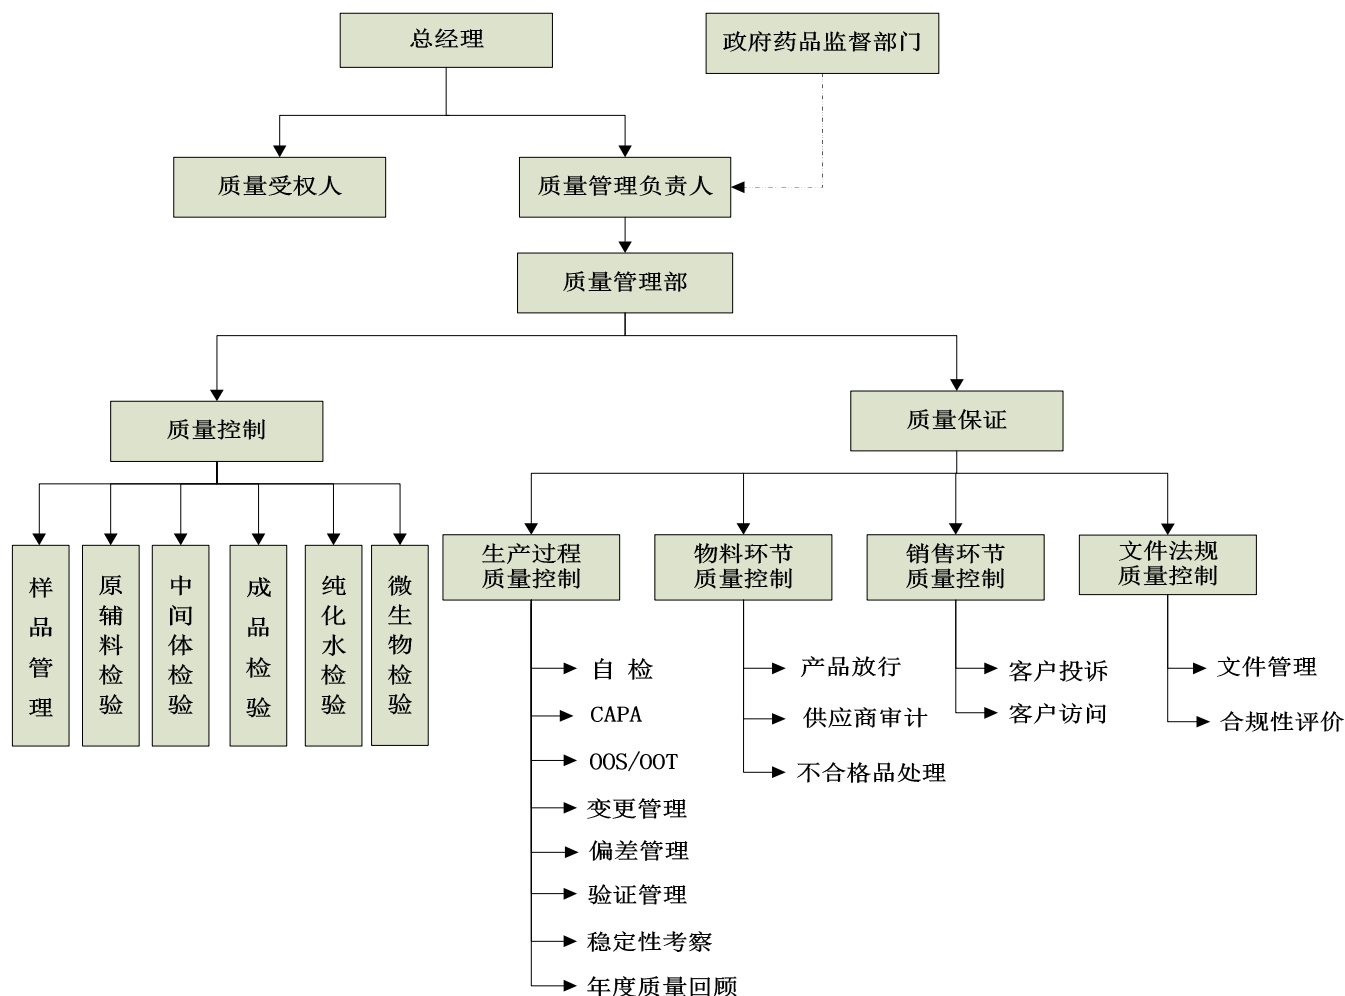 总经理
政府药品监督部门
质量受权人
质量管理负责人
质量管理部
质量控制
质量保证
样品管理
原辅料检验
中间体检验
成品检验
纯化水检验
微生物检验
生产过程
质量控制
自 检
CAPA
OOS/OOT
变更管理
偏差管理
验证管理
稳定性考察
年度质量回顾
物料环节
质量控制
产品放行
供应商审计
不合格品处理
销售环节
质量控制
客户投诉
客户访问
文件法规
质量控制
文件管理
合规性评价